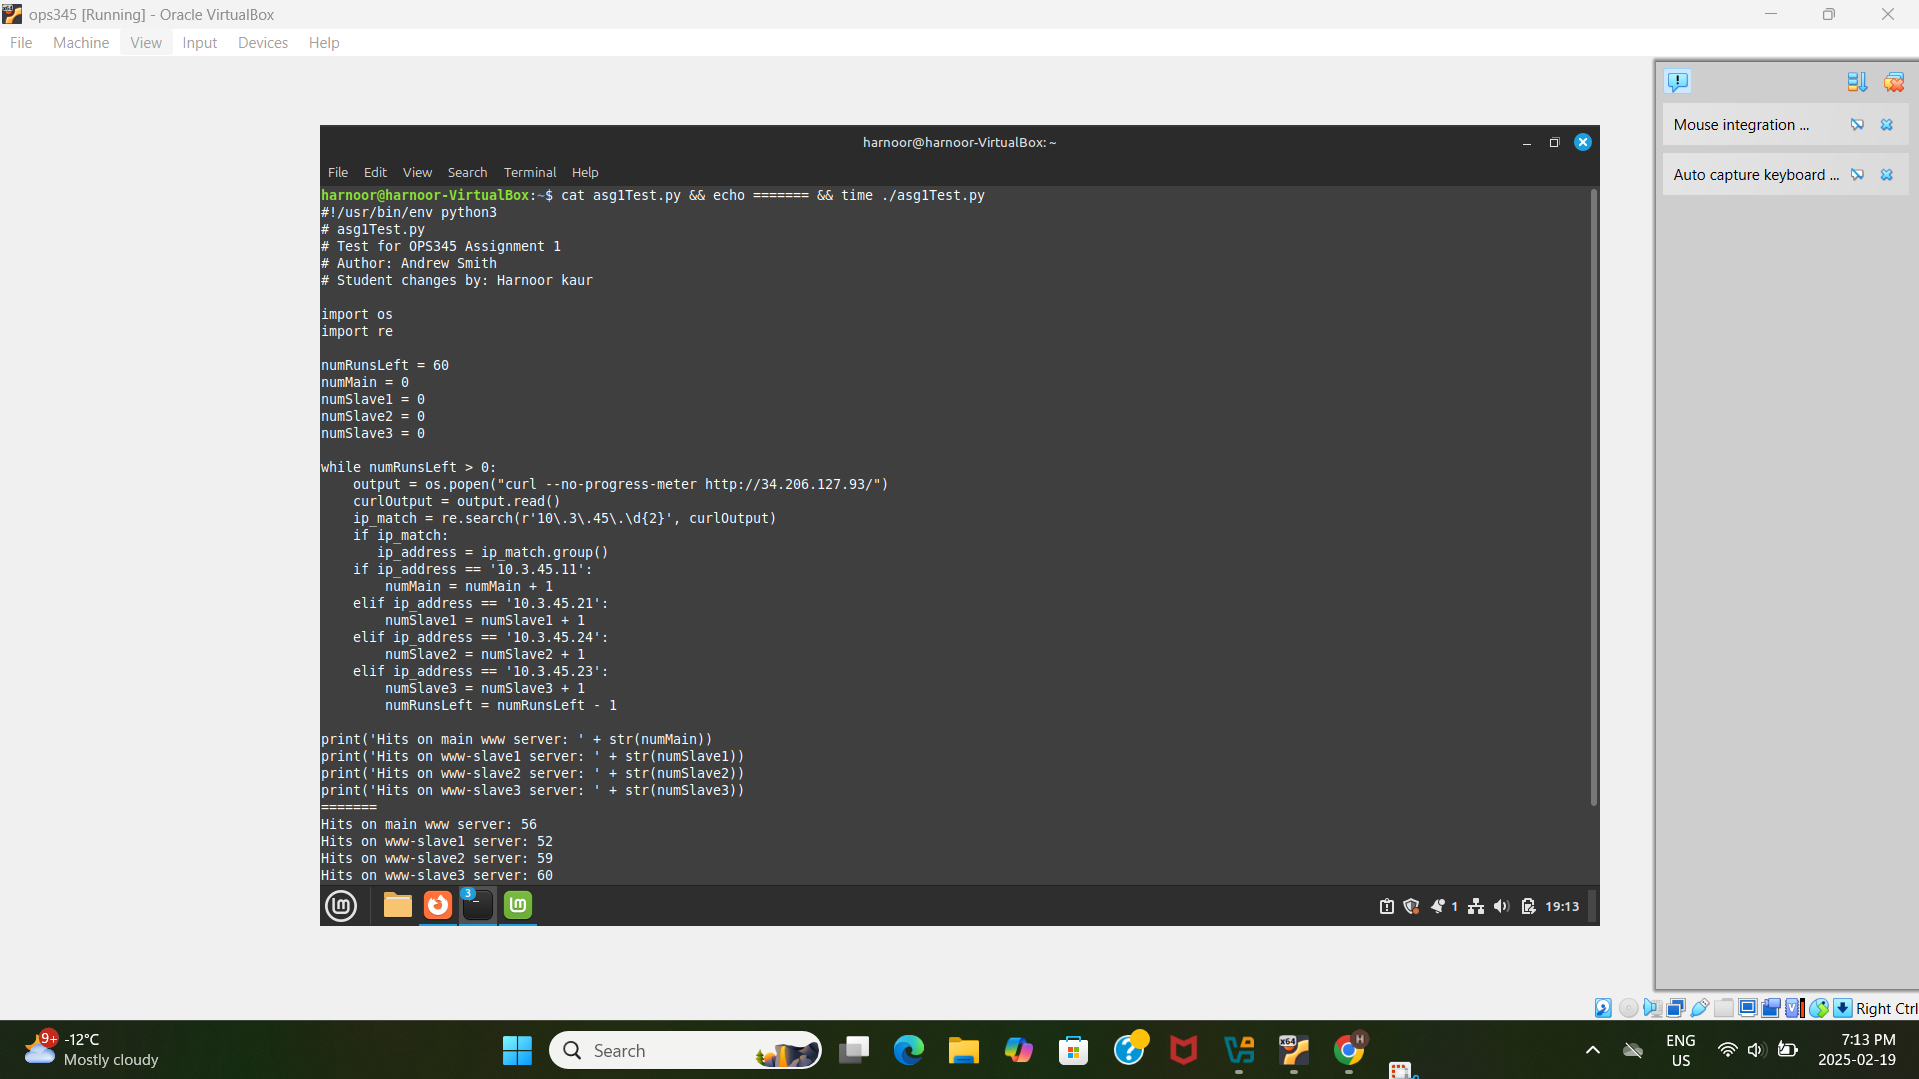 ops345 [Running] - Oracle VirtualBox
File Machine View Input Devices Help
Mouse integration ...
Auto capture keyboard ...
harnoor@harnoor-VirtualBox: ~
File Edit View Search Terminal Help
harnoor@harnoor-VirtualBox:~$ cat asg1Test.py && echo ======= && time ./asg1Test.py
#!/usr/bin/env python3
# asg1Test.py
# Test for OPS345 Assignment 1
# Author: Andrew Smith
# Student changes by: Harnoor kaur
import os
import re
numRunsLeft = 60
numMain = 0
numSlave1 = 0
numSlave2 = 0
numSlave3 = 0
while numRunsLeft > 0:
    output = os.popen("curl --no-progress-meter http://34.206.127.93/")
    curlOutput = output.read()
    ip_match = re.search(r'10\.3\.45\.\d{2}', curlOutput)
    if ip_match:
       ip_address = ip_match.group()
    if ip_address == '10.3.45.11':
        numMain = numMain + 1
    elif ip_address == '10.3.45.21':
        numSlave1 = numSlave1 + 1
    elif ip_address == '10.3.45.24':
        numSlave2 = numSlave2 + 1
    elif ip_address == '10.3.45.23':
        numSlave3 = numSlave3 + 1
        numRunsLeft = numRunsLeft - 1
print('Hits on main www server: ' + str(numMain))
print('Hits on www-slave1 server: ' + str(numSlave1))
print('Hits on www-slave2 server: ' + str(numSlave2))
print('Hits on www-slave3 server: ' + str(numSlave3))
=======
Hits on main www server: 56
Hits on www-slave1 server: 52
Hits on www-slave2 server: 59
Hits on www-slave3 server: 60
3
1 19:13
Right Ctrl
9+ -12°C
Mostly cloudy
Search
x64
H
ENG
US
7:13 PM
2025-02-19